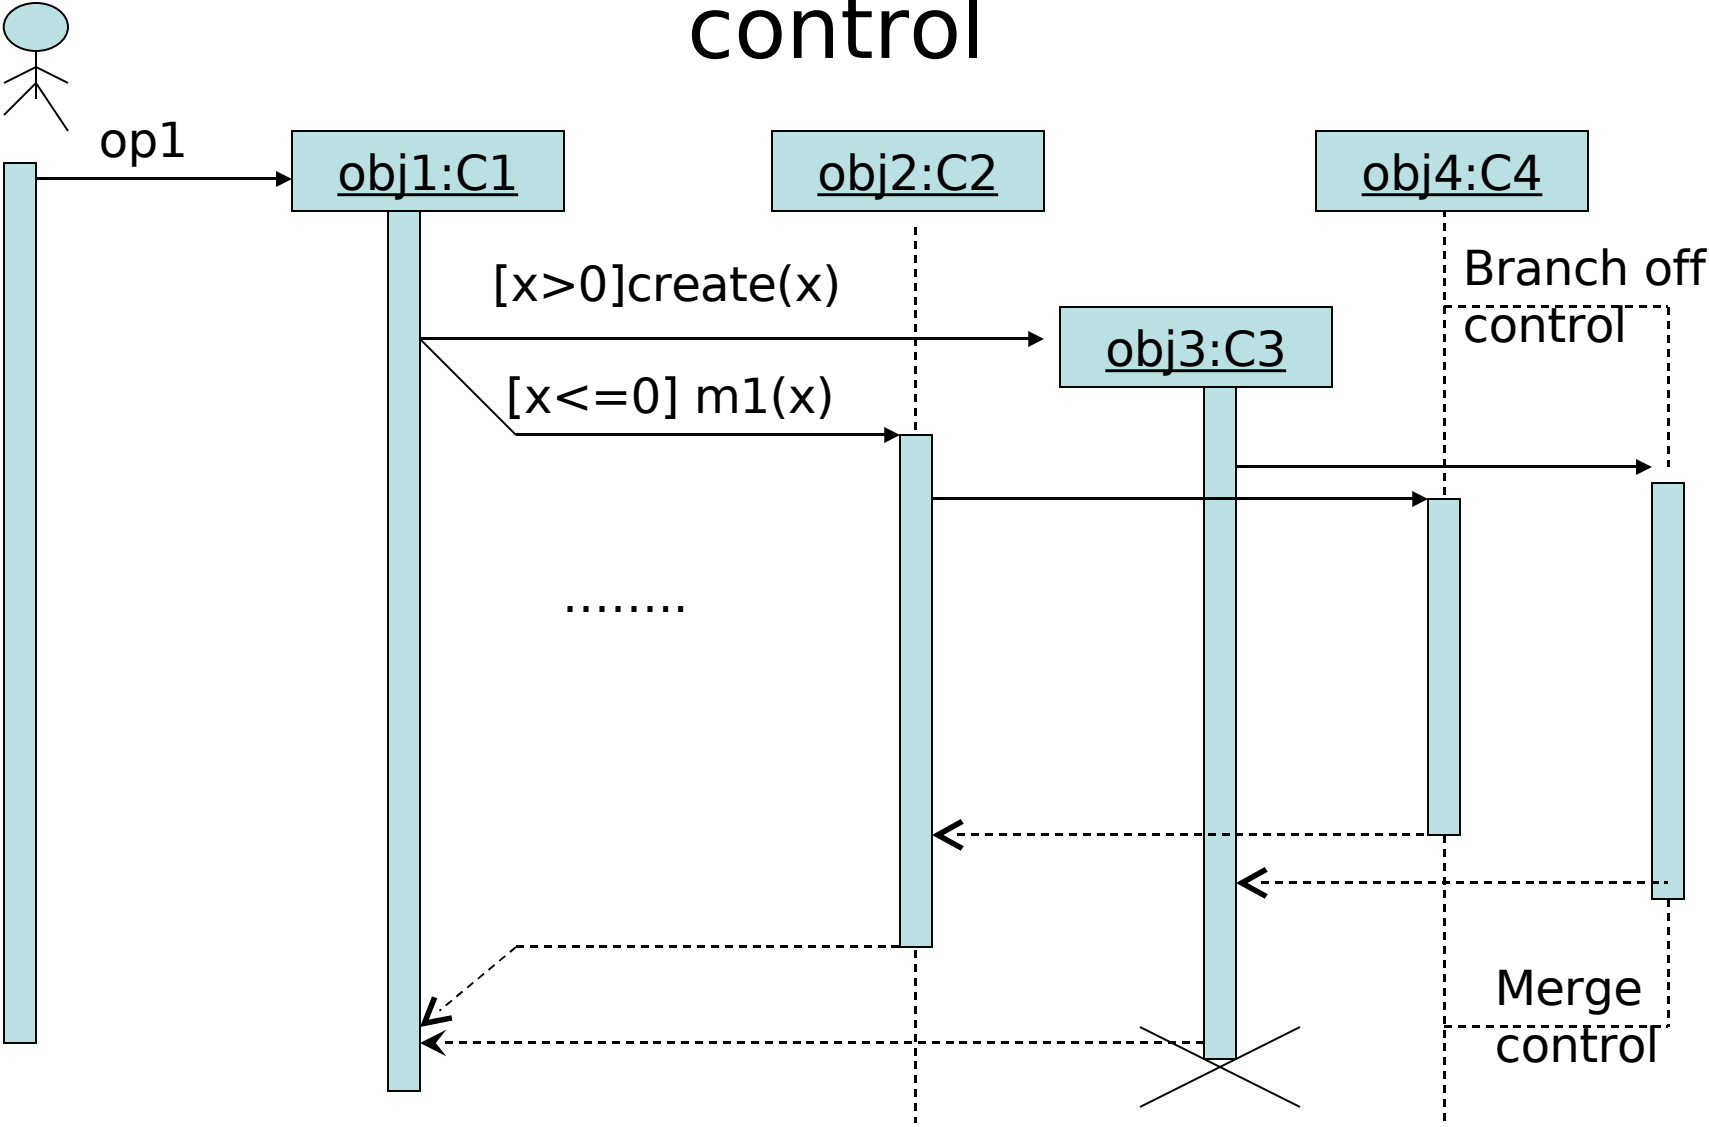 control
op1
obj1:C1
obj2:C2
obj4:C4
[x>0]create(x)
Branch off
control
obj3:C3
[x<=0] m1(x)
........
Merge
control